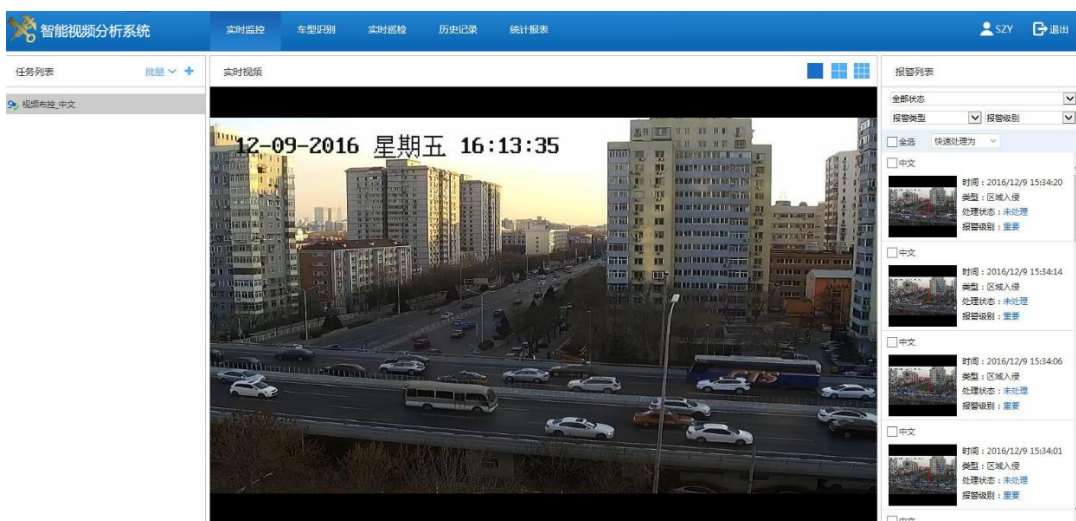 智能视频分析系统
实时监控 车型识别 实时巡检 历史记录 统计报表
SZY 退出
任务列表 批量
视频布控_中文
实时视频
12-09-2016 星期五 16:13:35
报警列表
全部状态
报警类型 报警级别
全选 快速处理为
中文
时间：2016/12/9 15:34:20
类型：区域入侵
处理状态：未处理
报警级别：重要
中文
时间：2016/12/9 15:34:14
类型：区域入侵
处理状态：未处理
报警级别：重要
中文
时间：2016/12/9 15:34:06
类型：区域入侵
处理状态：未处理
报警级别：重要
中文
时间：2016/12/9 15:34:01
类型：区域入侵
处理状态：未处理
报警级别：重要